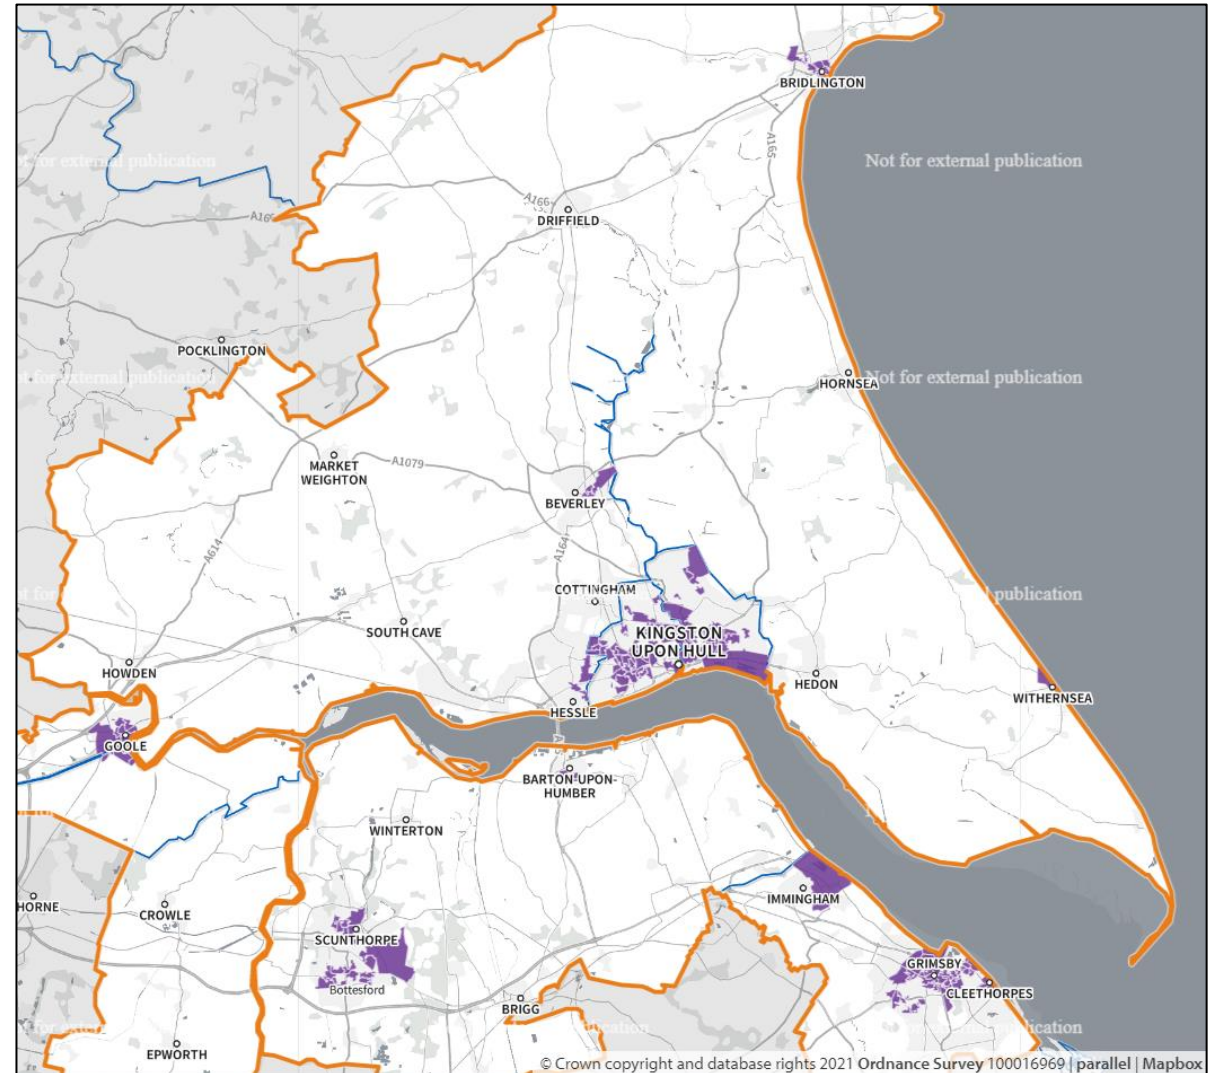 BRIDLINGTON
A165
Not for external publication
t for external publication
A166
A16
DRIFFIELD
POCKLINGTON
HORNSEA
Not for external publication
external publication
MARKET
WEIGHTON
A1079
BEVERLEY
A614
A164
COTTINGHAM
publication
SOUTH CAVE
KINGSTON
UPON HULL
HOWDEN
HEDON
WITHERNSEA
HESSLE
GOOLE
BARTON-UPON-
HUMBER
WINTERTON
IMMINGHAM
HORNE
CROWLE
SCUNTHORPE
Bottesford
GRIMSBY
CLEETHORPES
BRIGG
EPWORTH
© Crown copyright and database rights 2021 Ordnance Survey 100016969 | parallel | Mapbox